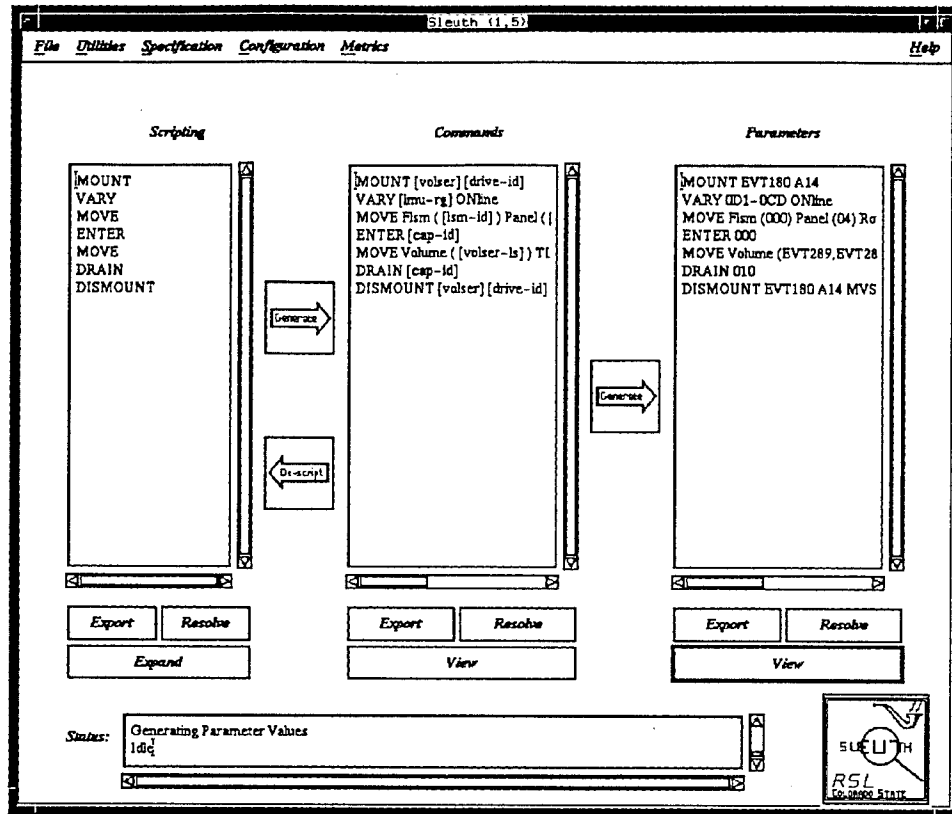 Sleuth (1,5)
File Utilities Specification Configuration Metrics Help
Scripting
Commands
Parameters
MOUNT
VARY
MOVE
ENTER
MOVE
DRAIN
DISMOUNT
MOUNT [volser] [drive-id]
VARY [lmu-rg] ONline
MOVE Flsm ( [lsm-id] ) Panel (
ENTER [cap-id]
MOVE Volume ( [volser-ls] )
DRAIN [cap-id]
DISMOUNT [volser] [drive-id]
MOUNT EVT180 A14
VARY 0D1-0CD ONline
MOVE Flsm (000) Panel (04) Ro
ENTER 000
MOVE Volume (EVT289,EVT28
DRAIN 010
DISMOUNT EVT180 A14 MVS
Generate
Generate
De-script
Export Resolve
Expand
Export Resolve
View
Export Resolve
View
Status:
Generating Parameter Values
Idle
SLEUTH
RSL
COLORADO STATE